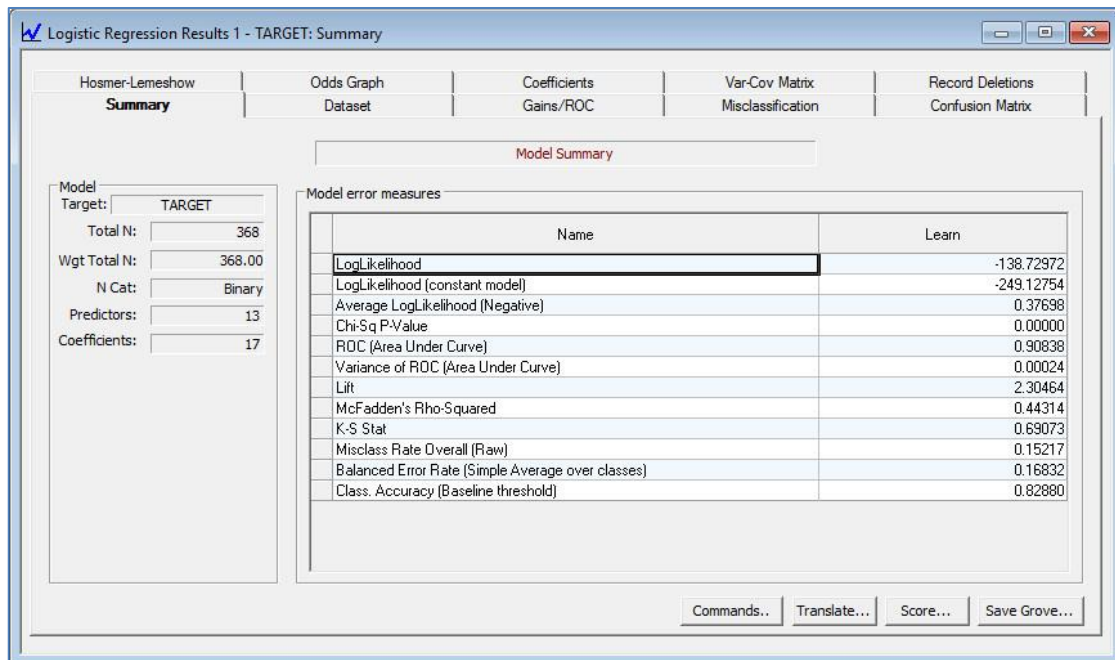 Logistic Regression Results 1 - TARGET: Summary
Hosmer-Lemeshow Odds Graph Coefficients Var-Cov Matrix Record Deletions
Summary Dataset Gains/ROC Misclassification Confusion Matrix
Model Summary
Model
Target: TARGET
Total N: 368
Wgt Total N: 368.00
N Cat: Binary
Predictors: 13
Coefficients: 17
Model error measures
Name Learn
LogLikelihood -138.72972
LogLikelihood (constant model) -249.12754
Average LogLikelihood (Negative) 0.37698
Chi-Sq P-Value 0.00000
ROC (Area Under Curve) 0.90838
Variance of ROC (Area Under Curve) 0.00024
Lift 2.30464
McFadden's Rho-Squared 0.44314
K-S Stat 0.69073
Misclass Rate Overall (Raw) 0.15217
Balanced Error Rate (Simple Average over classes) 0.16832
Class. Accuracy (Baseline threshold) 0.82880
Commands.. Translate... Score... Save Grove...